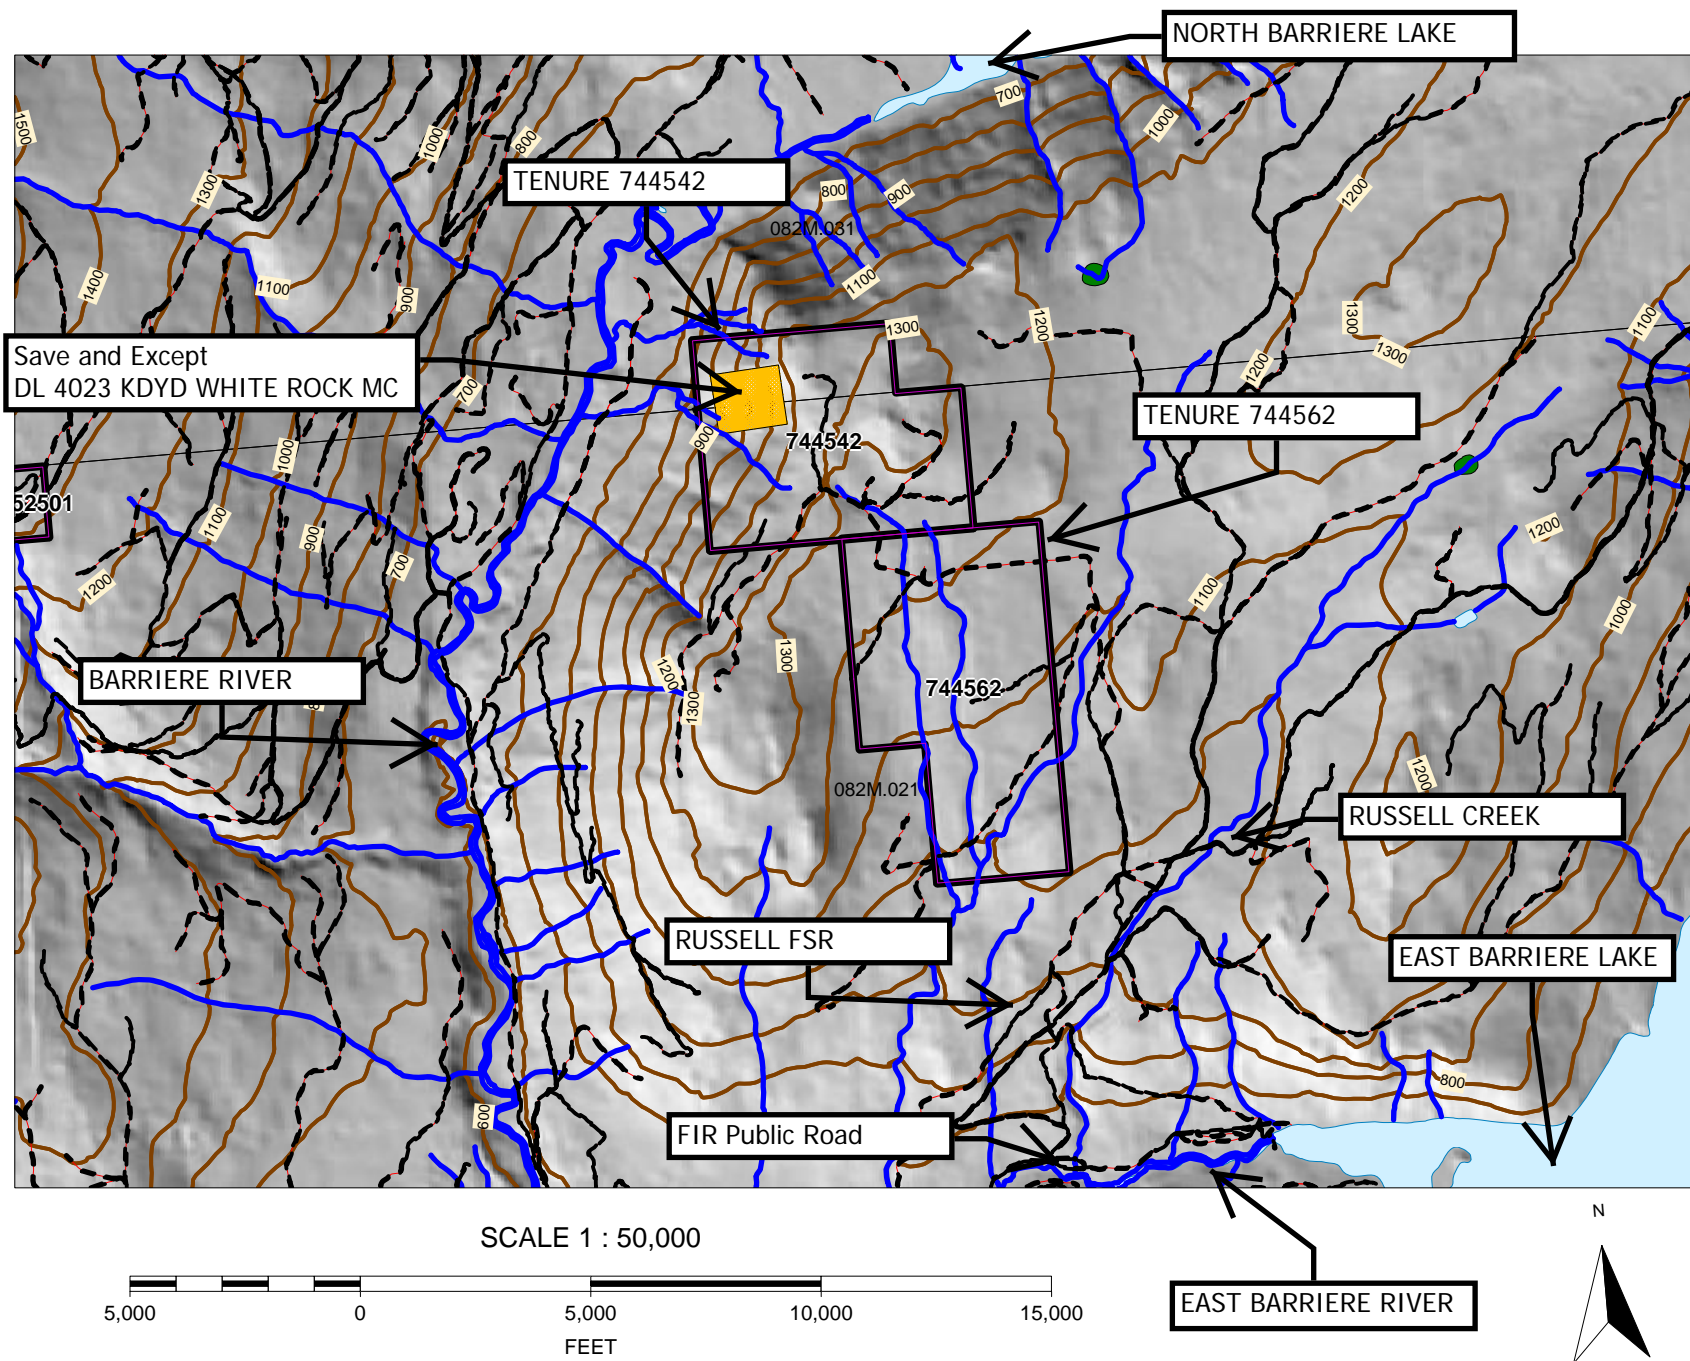 NORTH BARRIERE LAKE
700
1000
1500
1000
800
TENURE 744542
1300
800
900
1200
082M.031
1400
1100
900
1100
1300
1200
1300
1100
Save and Except
DL 4023 KDYD WHITE ROCK MC
1300
1200
700
TENURE 744562
900
744542
1000
52501
1100
900
1200
700
1200
1100
1000
1300
1200
BARRIERE RIVER
744562
1300
1200
082M.021
RUSSELL CREEK
RUSSELL FSR
EAST BARRIERE LAKE
800
600
FIR Public Road
N
SCALE 1 : 50,000
5,000
0
5,000
10,000
15,000
FEET
EAST BARRIERE RIVER